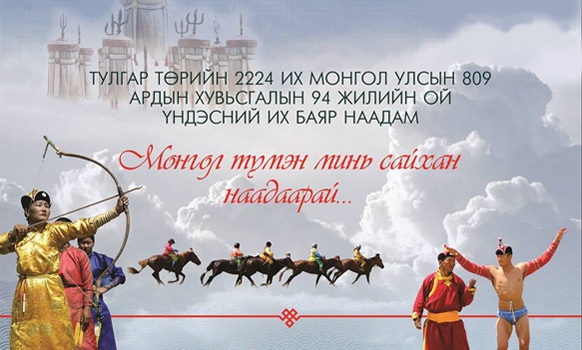 ТУЛГАР ТӨРИЙН 2224 ИХ МОНГОЛ УЛСЫН 809
АРДЫН ХУВЬСГАЛЫН 94 ЖИЛИЙН ОЙ
ҮНДЭСНИЙ ИХ БАЯР НААДАМ
Монгол түмэн минь сайхан
наадаарай...